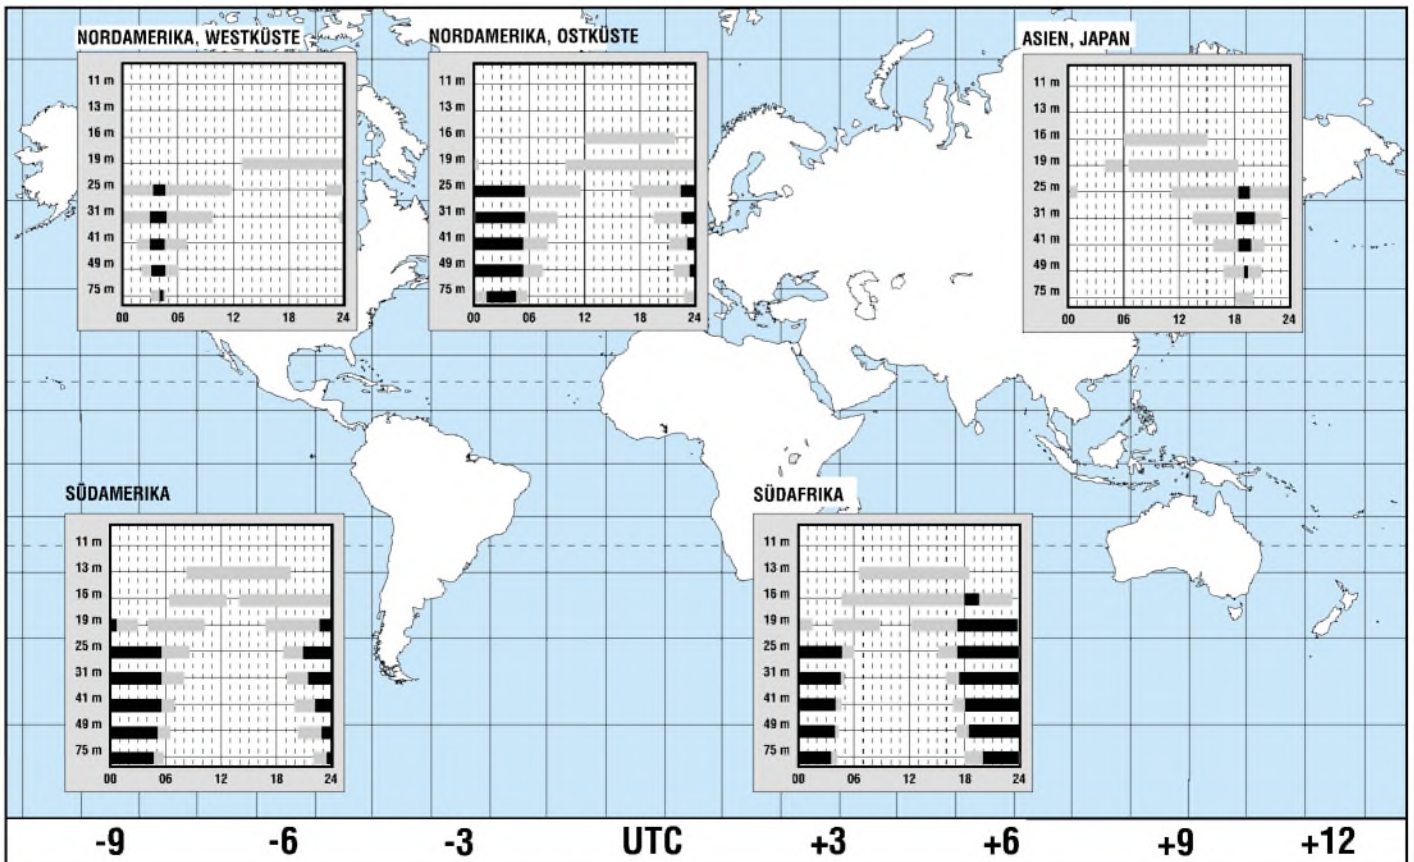 NORDAMERIKA, WESTKÜSTE
11 m
13 m
16 m
19 m
25 m
31 m
41 m
49 m
75 m
00 06 12 18 24
NORDAMERIKA, OSTKÜSTE
11 m
13 m
16 m
19 m
25 m
31 m
41 m
49 m
75 m
00 06 12 18 24
ASIEN, JAPAN
11 m
13 m
16 m
19 m
25 m
31 m
41 m
49 m
75 m
00 06 12 18 24
SÜDAMERIKA
11 m
13 m
16 m
19 m
25 m
31 m
41 m
49 m
75 m
00 06 12 18 24
SÜDAFRIKA
11 m
13 m
16 m
19 m
25 m
31 m
41 m
49 m
75 m
00 06 12 18 24
-9 -6 -3 UTC +3 +6 +9 +12